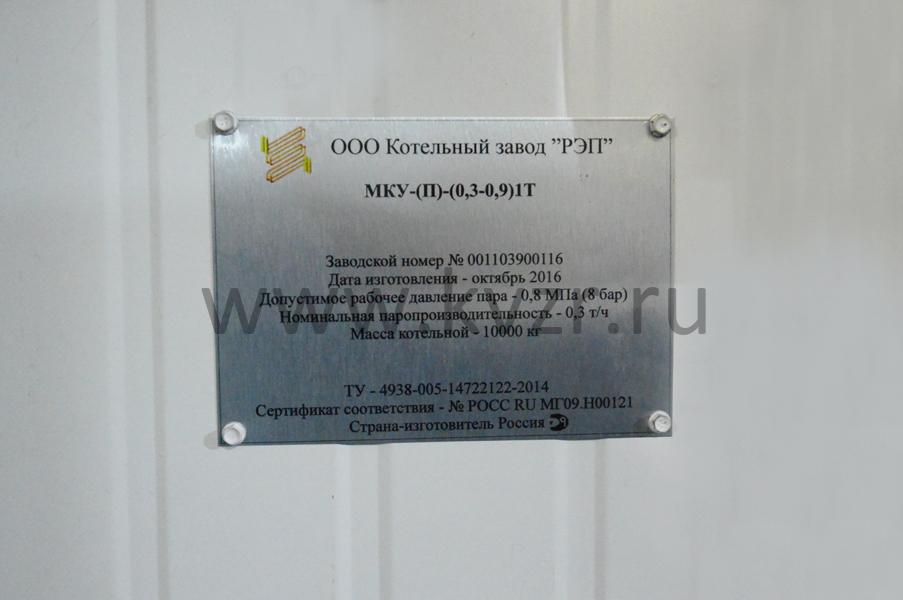 ООО Котельный завод ”РЭП”
МКУ-(П)-(0,3-0,9)1Т
Заводской номер № 001103900116
Дата изготовления - октябрь 2016
Допустимое рабочее давление пара - 0,8 МПа (8 бар)
Номинальная паропроизводительность - 0,3 т/ч
Масса котельной - 10000 кг
www.kvzr.ru
ТУ - 4938-005-14722122-2014
Сертификат соответствия - № РОСС RU МГ09.Н00121
Страна-изготовитель Россия